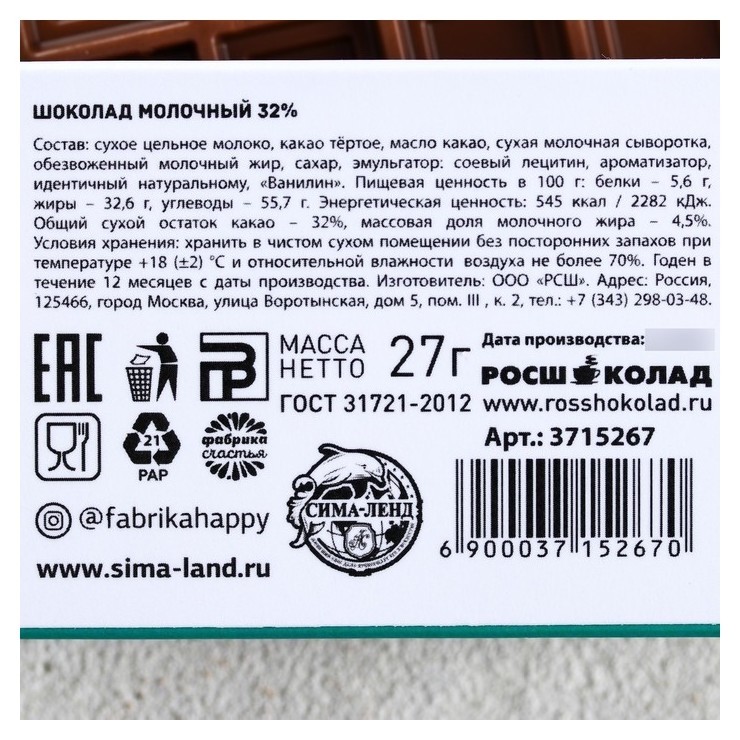 ШОКОЛАД МОЛОЧНЫЙ 32%
Состав: сухое цельное молоко, какао тёртое, масло какао, сухая молочная сыворотка,
обезвоженный молочный жир, сахар, эмульгатор: соевый лецитин, ароматизатор,
идентичный натуральному, «Ванилин». Пищевая ценность в 100 г: белки – 5,6 г,
жиры – 32,6 г, углеводы – 55,7 г. Энергетическая ценность: 545 ккал / 2282 кДж.
Общий сухой остаток какао – 32%, массовая доля молочного жира – 4,5%.
Условия хранения: хранить в чистом сухом помещении без посторонних запахов при
температуре +18 (±2) °С и относительной влажности воздуха не более 70%. Годен в
течение 12 месяцев с даты производства. Изготовитель: ООО «РСШ». Адрес: Россия,
125466, город Москва, улица Воротынская, дом 5, пом. III , к. 2, тел.: +7 (343) 298-03-48.
EAC
МАССА
НЕТТО 27г
ГОСТ 31721-2012
Дата производства:
РОСШОКОЛАД
www.rosshokolad.ru
Арт.: 3715267
21
PAP
фабрика
счастья
СИМА-ЛЕНД
@fabrikahappy
www.sima-land.ru
6 900037 152670